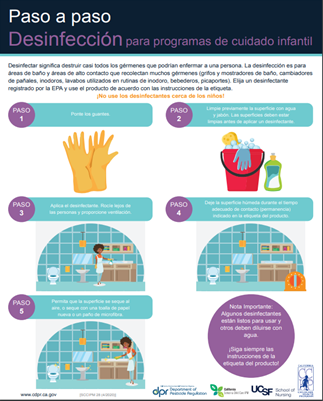 Paso a paso
Desinfección para programas de cuidado infantil
Desinfectar significa destruir casi todos los gérmenes que podrían enfermar a una persona. La desinfección es para
áreas de baño y áreas de alto contacto que recolectan muchos gérmenes (grifos y mostradores de baño, cambiadores
de pañales, inodoros, lavabos utilizados en rutinas de inodoro, bebederos, picaportes). Elija un desinfectante
registrado por la EPA y use el producto de acuerdo con las instrucciones de la etiqueta.
¡No use los desinfectantes cerca de los niños!
PASO
1
Ponte los guantes.
PASO
2
Limpie previamente la superficie con agua
y jabón. Las superficies deben estar
limpias antes de aplicar un desinfectante.
PASO
3
Aplica el desinfectante. Rocíe lejos de
las personas y proporcione ventilación.
PASO
4
Deje la superficie húmeda durante el tiempo
adecuado de contacto (permanencia),
indicado en la etiqueta del producto.
PASO
5
Permita que la superficie se seque al
aire, o seque con una toalla de papel
nueva o un paño de microfibra.
Nota Importante:
Algunos desinfectantes
están listos para usar y
otros deben diluirse con
agua.
¡Siga siempre las
instrucciones de la
etiqueta del producto!
www.cdpr.ca.gov
dpr Department of
Pesticide Regulation
UCSF School of
Nursing